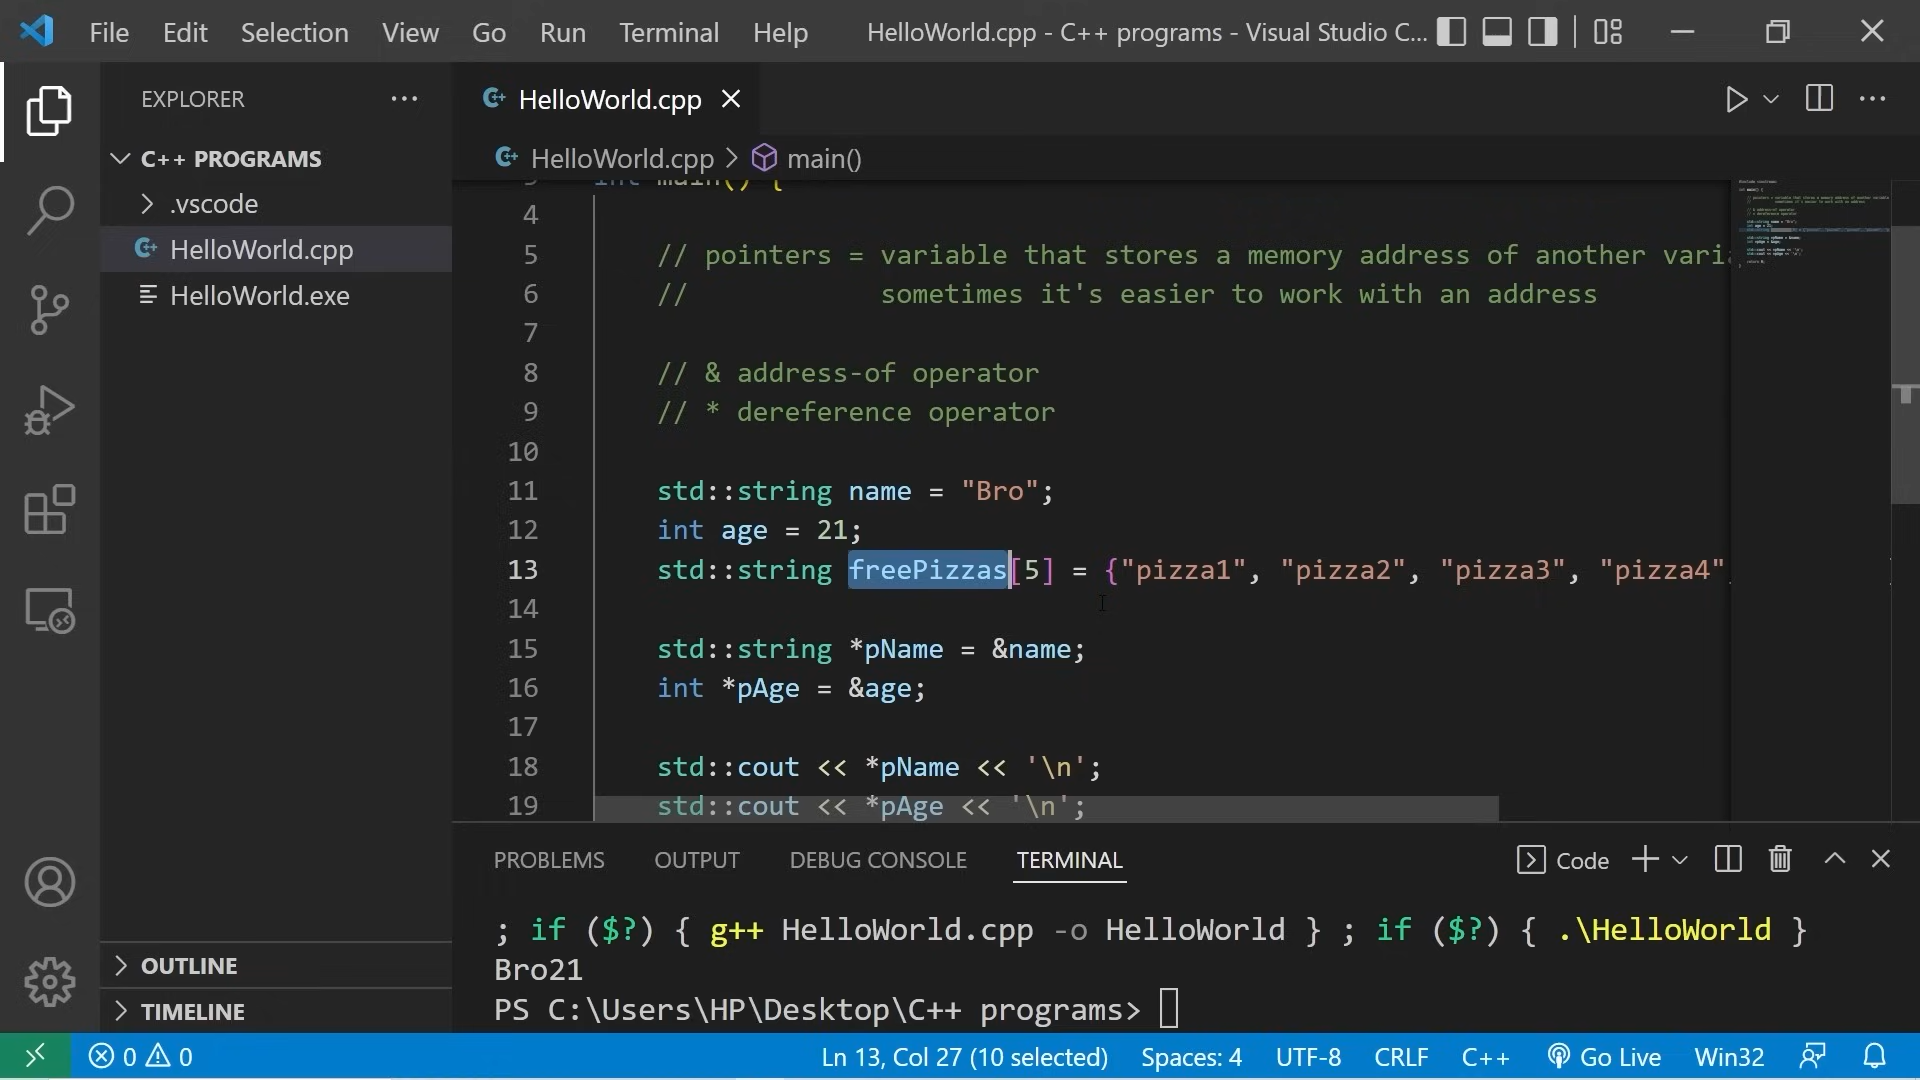 File Edit Selection View Go Run Terminal Help HelloWorld.cpp - C++ programs - Visual Studio C...
EXPLORER
C++ PROGRAMS
.vscode
HelloWorld.cpp
HelloWorld.exe
OUTLINE
TIMELINE
HelloWorld.cpp
HelloWorld.cpp > main()
int main() {
4
5 // pointers = variable that stores a memory address of another vari
6 // sometimes it's easier to work with an address
7
8 // & address-of operator
9 // * dereference operator
10
11 std::string name = "Bro";
12 int age = 21;
13 std::string freePizzas[5] = {"pizza1", "pizza2", "pizza3", "pizza4"
14
15 std::string *pName = &name;
16 int *pAge = &age;
17
18 std::cout << *pName << '\n';
19 std::cout << *pAge << '\n';
PROBLEMS OUTPUT DEBUG CONSOLE TERMINAL Code
; if ($?) { g++ HelloWorld.cpp -o HelloWorld } ; if ($?) { .\HelloWorld }
Bro21
PS C:\Users\HP\Desktop\C++ programs>
0 0 Ln 13, Col 27 (10 selected) Spaces: 4 UTF-8 CRLF C++ Go Live Win32